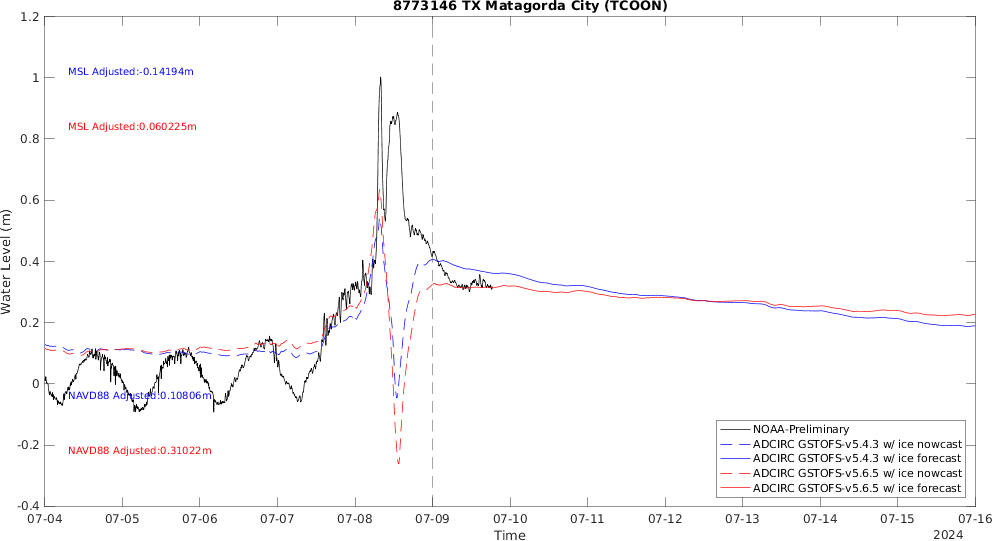 8773146 TX Matagorda City (TCOON)
1.2
1
0.8
0.6
0.4
0.2
0
-0.2
-0.4
Water Level (m)
MSL Adjusted:-0.14194m
MSL Adjusted:0.060225m
NAVD88 Adjusted:0.10806m
NAVD88 Adjusted:0.31022m
NOAA-Preliminary
ADCIRC GSTOFS-v5.4.3 w/ ice nowcast
ADCIRC GSTOFS-v5.4.3 w/ ice forecast
ADCIRC GSTOFS-v5.6.5 w/ ice nowcast
ADCIRC GSTOFS-v5.6.5 w/ ice forecast
07-04 07-05 07-06 07-07 07-08 07-09 07-10 07-11 07-12 07-13 07-14 07-15 07-16
Time
2024